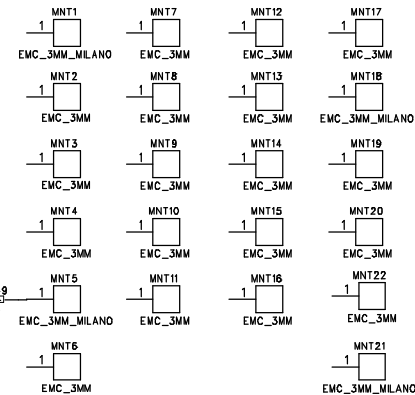 MNT1 MNT7 MNT12 MNT17
1 1 1 1
EMC_3MM_MILANO EMC_3MM EMC_3MM EMC_3MM
MNT2 MNT8 MNT13 MNT18
1 1 1 1
EMC_3MM EMC_3MM EMC_3MM EMC_3MM_MILANO
MNT3 MNT9 MNT14 MNT19
1 1 1 1
EMC_3MM EMC_3MM EMC_3MM EMC_3MM
MNT4 MNT10 MNT15 MNT20
1 1 1 1
EMC_3MM EMC_3MM EMC_3MM EMC_3MM
MNT5 MNT11 MNT16 MNT22
9 1 1 1 1
EMC_3MM_MILANO EMC_3MM EMC_3MM EMC_3MM
MNT6 MNT21
1 1
EMC_3MM EMC_3MM_MILANO